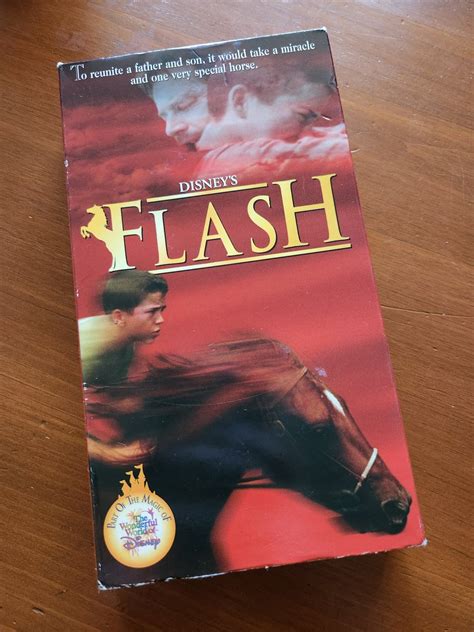 To reunite a father and son, it would take a miracle
and one very special horse.
DISNEY'S
FLASH
PART OF THE MAGIC OF
The
Wonderful
World of
DISNEY